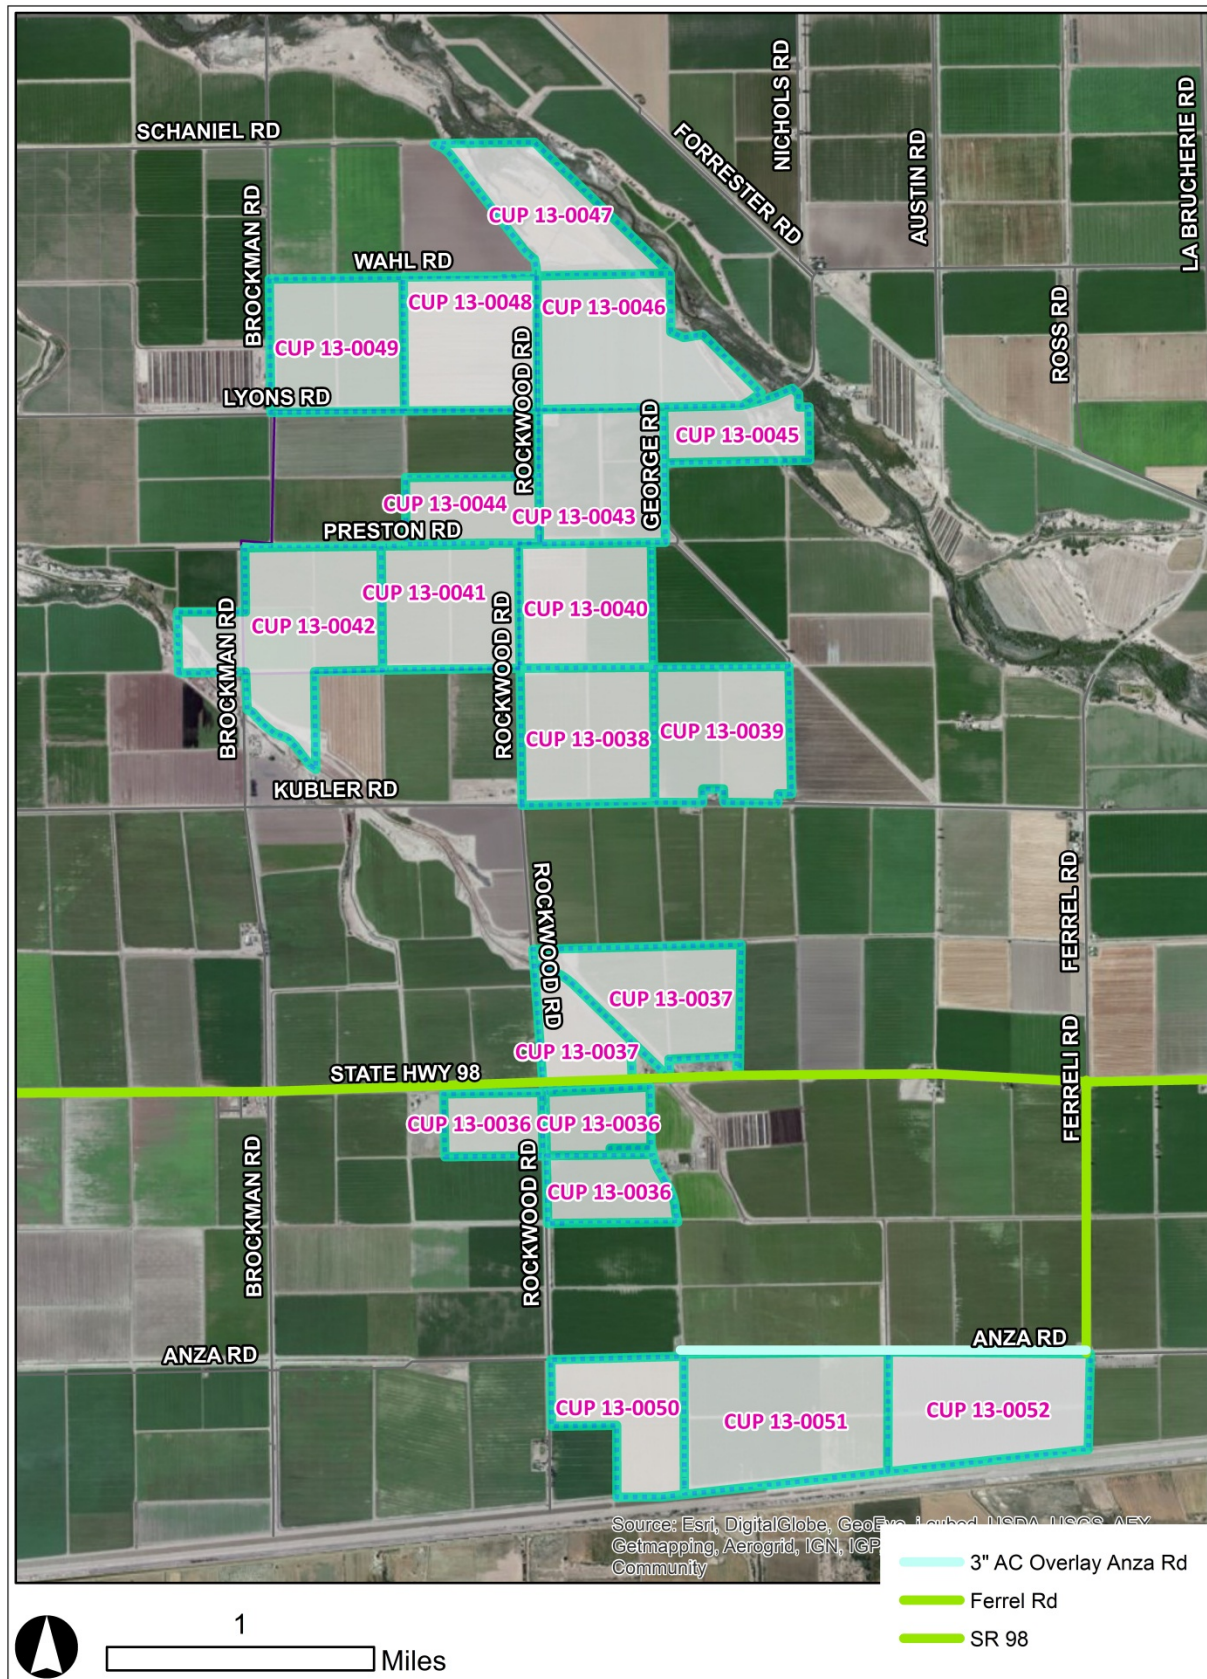 NICHOLS RD
LA BRUCHERIE RD
SCHANIEL RD
FORRESTER RD
AUSTIN RD
BROCKMAN RD
CUP 13-0047
WAHL RD
CUP 13-0048
CUP 13-0046
ROSS RD
CUP 13-0049
ROCKWOOD RD
LYONS RD
GEORGE RD
CUP 13-0045
CUP 13-0044
CUP 13-0043
PRESTON RD
CUP 13-0041
CUP 13-0040
CUP 13-0042
BROCKMAN RD
ROCKWOOD RD
CUP 13-0038
CUP 13-0039
KUBLER RD
ROCKWOOD RD
FERREL RD
CUP 13-0037
CUP 13-0037
STATE HWY 98
FERRELI RD
CUP 13-0036
CUP 13-0036
BROCKMAN RD
ROCKWOOD RD
CUP 13-0036
ANZA RD
ANZA RD
CUP 13-0050
CUP 13-0051
CUP 13-0052
Source: Esri, DigitalGlobe, GeoEye, i-cubed, USDA, USGS, AEX,
Getmapping, Aerogrid, IGN, IGP
Community
3" AC Overlay Anza Rd
Ferrel Rd
SR 98
1
Miles